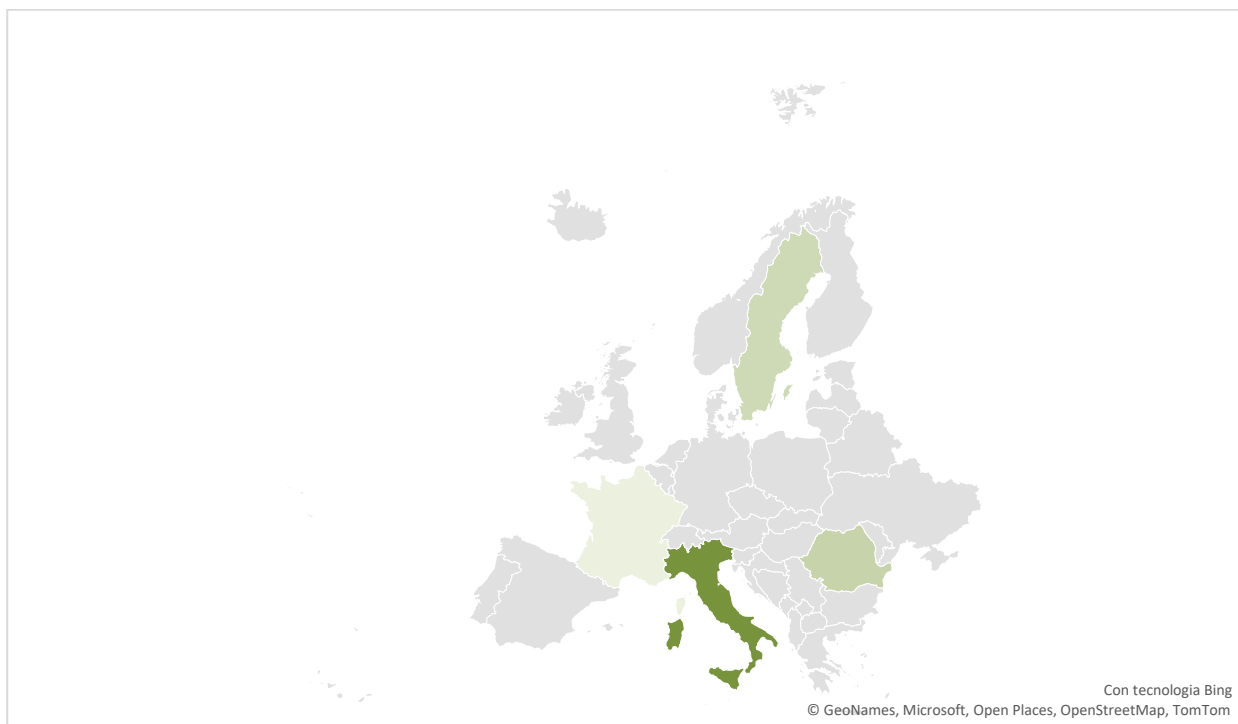 Con tecnologia Bing
© GeoNames, Microsoft, Open Places, OpenStreetMap, TomTom